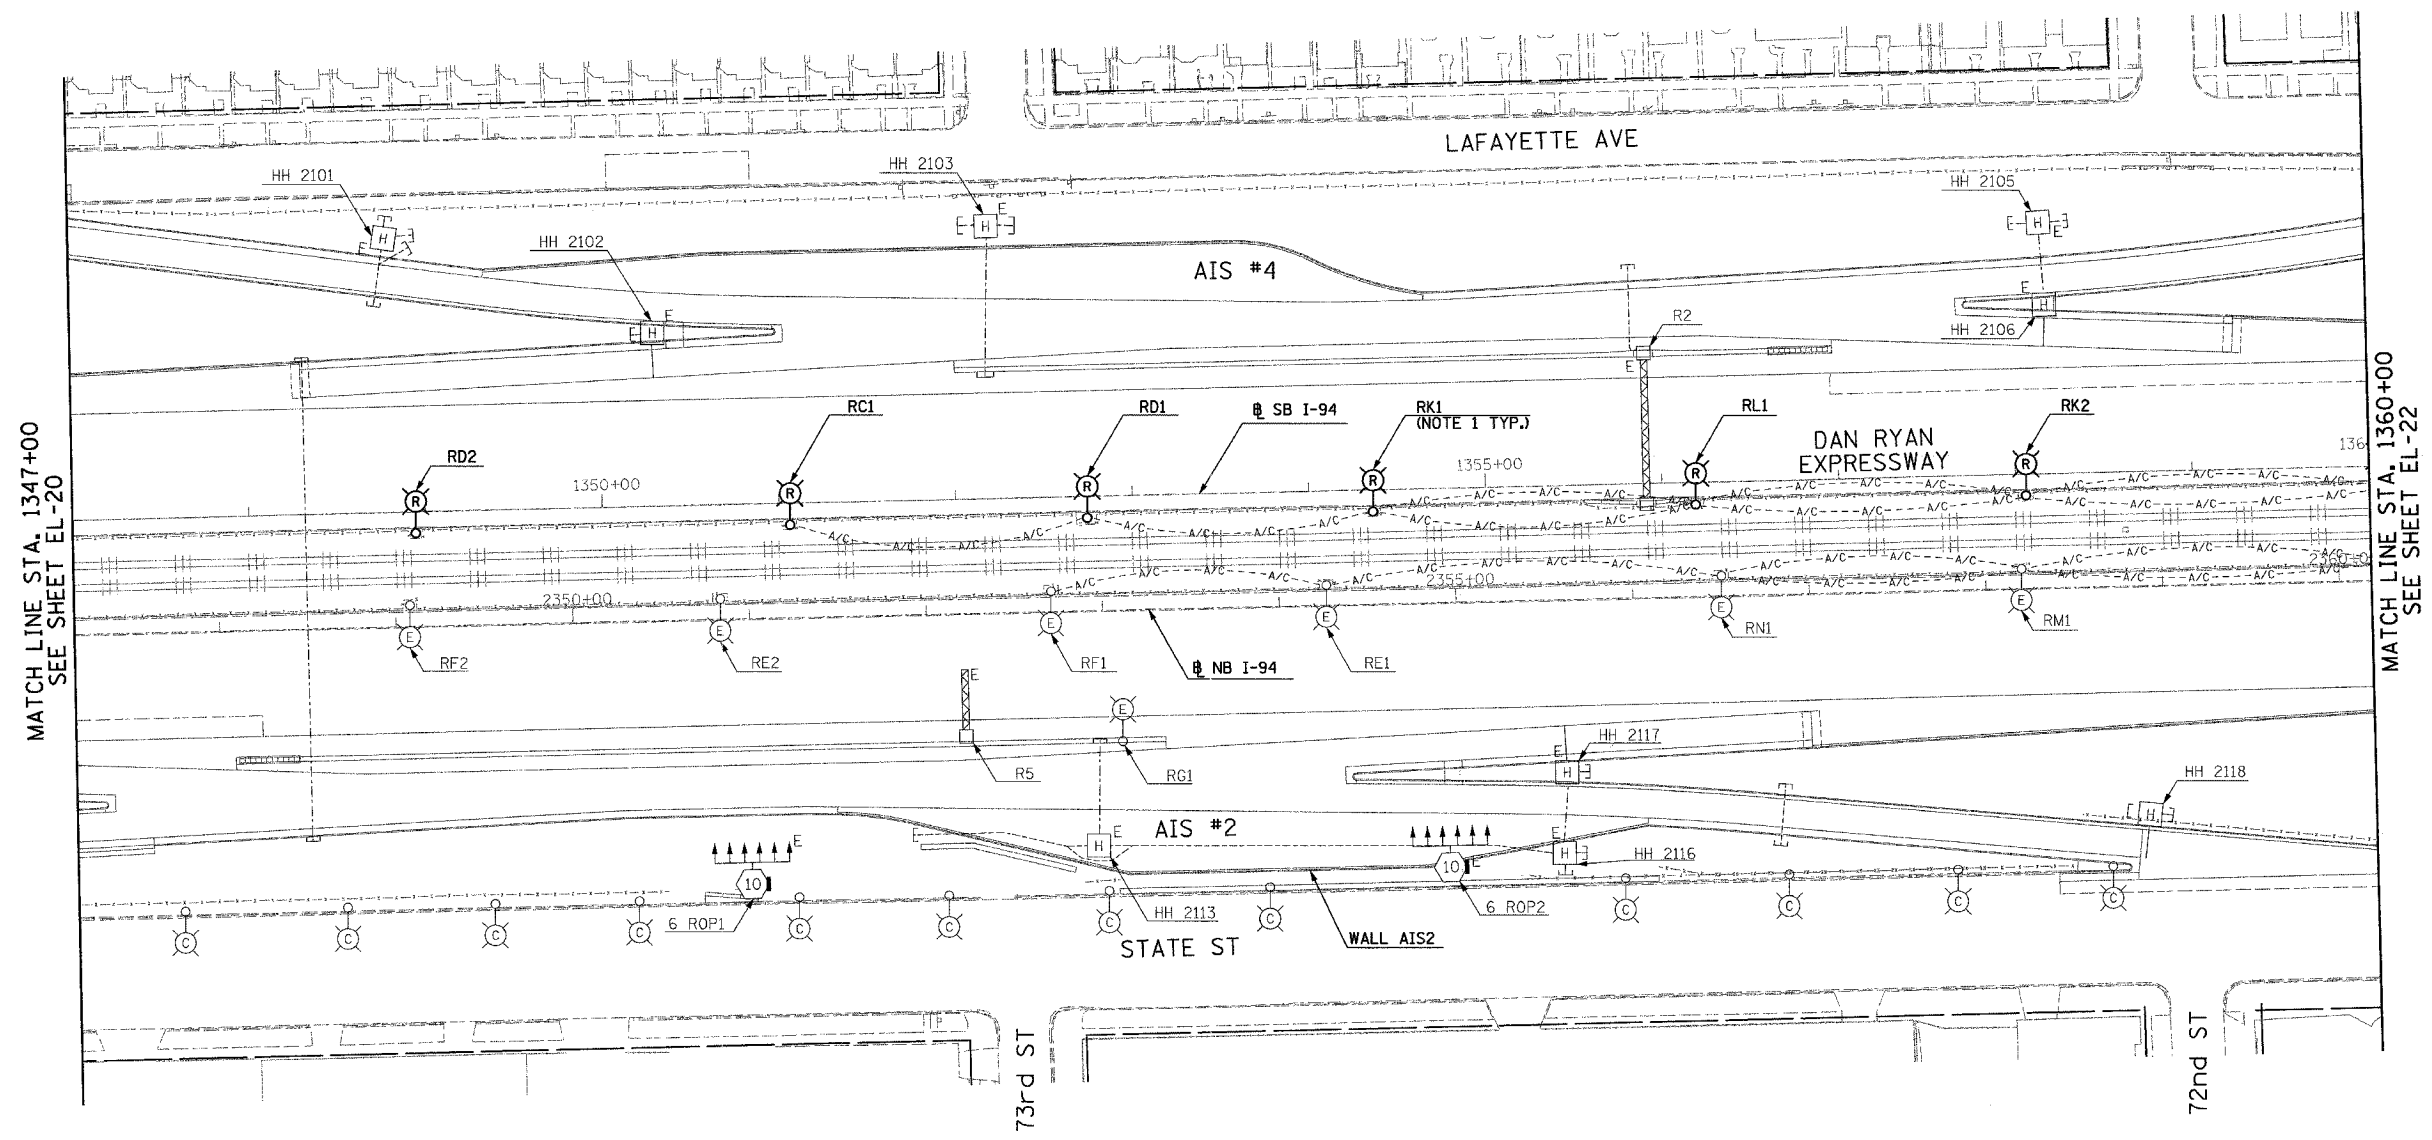 LAFAYETTE AVE
HH 2101
HH 2103
HH 2105
H
E
H
E
H
E
HH 2102
AIS #4
H
E
R2
E
E
H
HH 2106
MATCH LINE STA. 1347+00
SEE SHEET EL-20
MATCH LINE STA. 1360+00
SEE SHEET EL-22
RD2
RC1
RD1
℄ SB I-94
RK1
(NOTE 1 TYP.)
RL1
RK2
DAN RYAN
EXPRESSWAY
R
R
R
R
R
R
1350+00
1355+00
136
A/C A/C A/C A/C A/C A/C A/C A/C A/C A/C
A/C A/C A/C A/C A/C A/C A/C A/C A/C A/C
2350+00
2355+00
2360+00
E
E
E
E
E
E
RF2
RE2
RF1
RE1
RN1
RM1
℄ NB I-94
E
R5
E
RG1
E
H
HH 2117
HH 2118
H
AIS #2
E
10
6 ROP1
H
E
HH 2113
10
E
6 ROP2
E
H
HH 2116
WALL AIS2
C
C
C
C
C
C
C
C
C
C
C
C
STATE ST
73rd ST
72nd ST